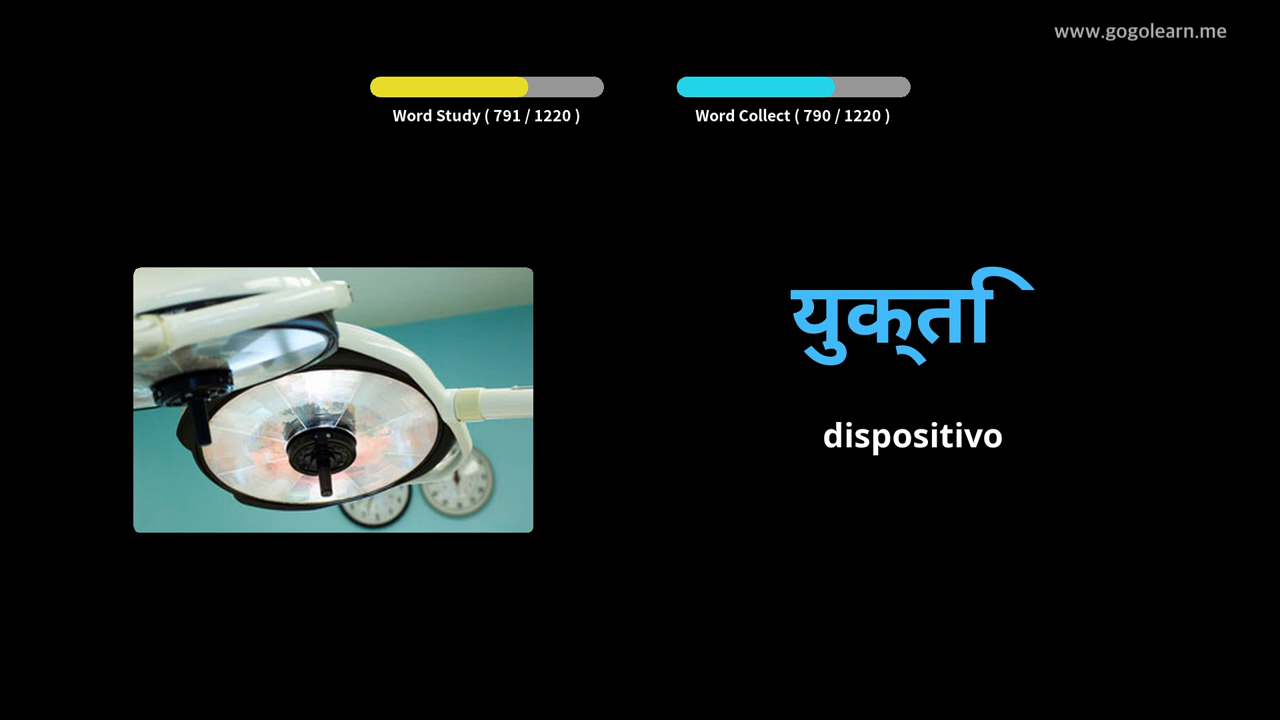 www.gogolearn.me
Word Study ( 791 / 1220 )
Word Collect ( 790 / 1220 )
युक्ति
dispositivo